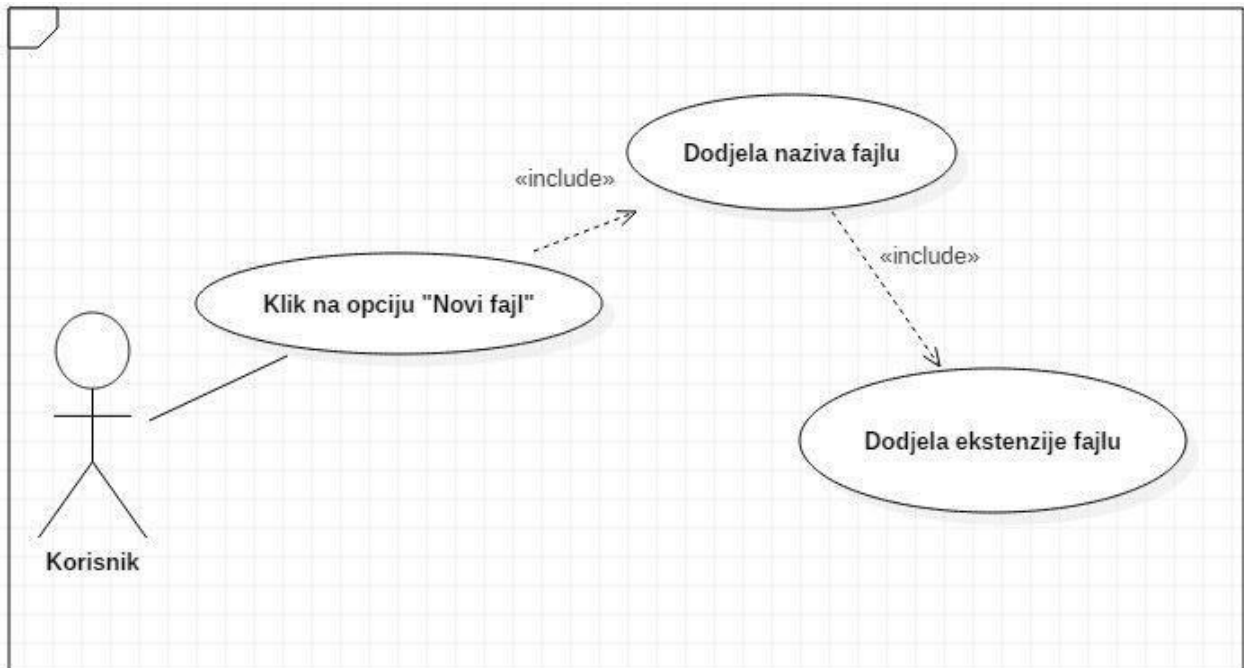 Dodjela naziva fajlu
«include»
«include»
Klik na opciju "Novi fajl"
Dodjela ekstenzije fajlu
Korisnik